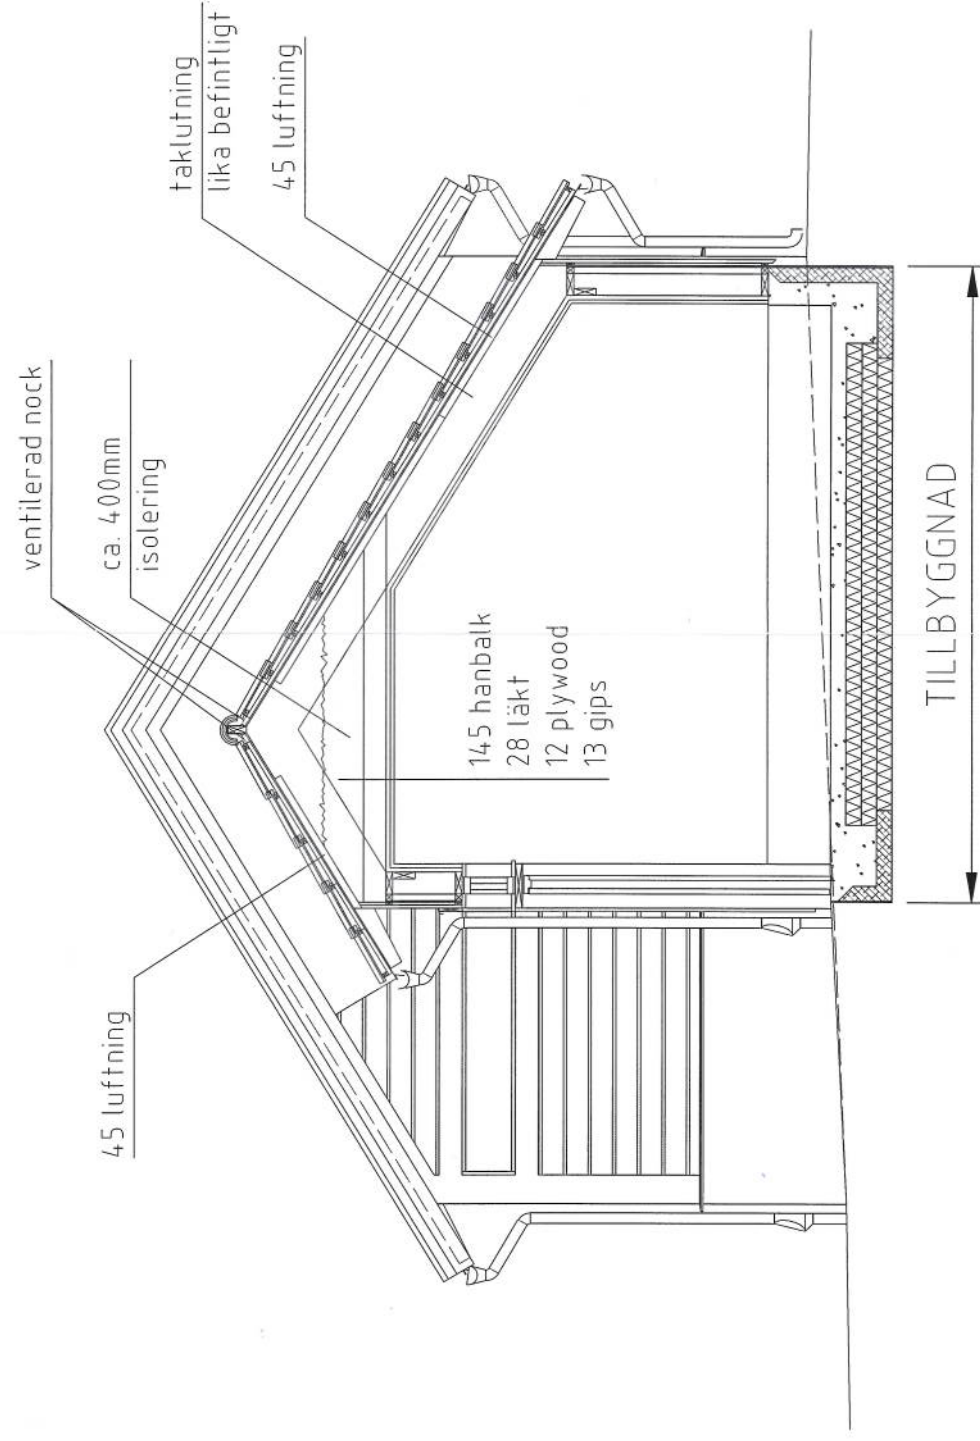 ventilerad nock
ca. 400mm
isolering
taklutning
lika befintligt
45 luftning
45 luftning
145 hanbalk
28 läkt
12 plywood
13 gips
TILLBYGGNAD